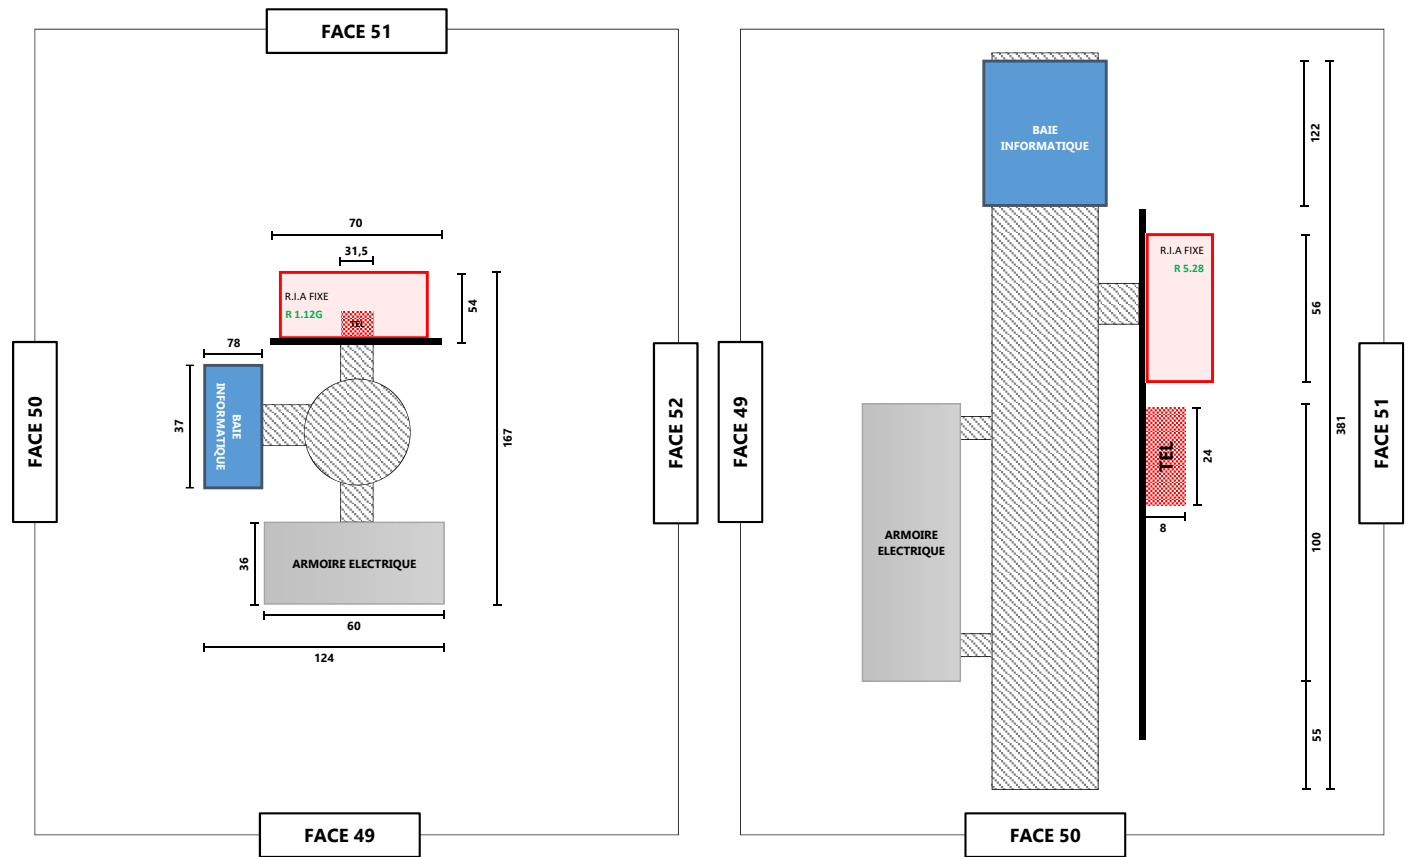 FACE 51
70
31,5
R.I.A FIXE
R 1.12G
TEL
54
78
BAIE
INFORMATIQUE
37
FACE 50
167
FACE 52
36
ARMOIRE ELECTRIQUE
60
124
FACE 49
BAIE
INFORMATIQUE
122
R.I.A FIXE
R 5.28
56
FACE 49
381
FACE 51
TEL
24
8
ARMOIRE
ELECTRIQUE
100
55
FACE 50